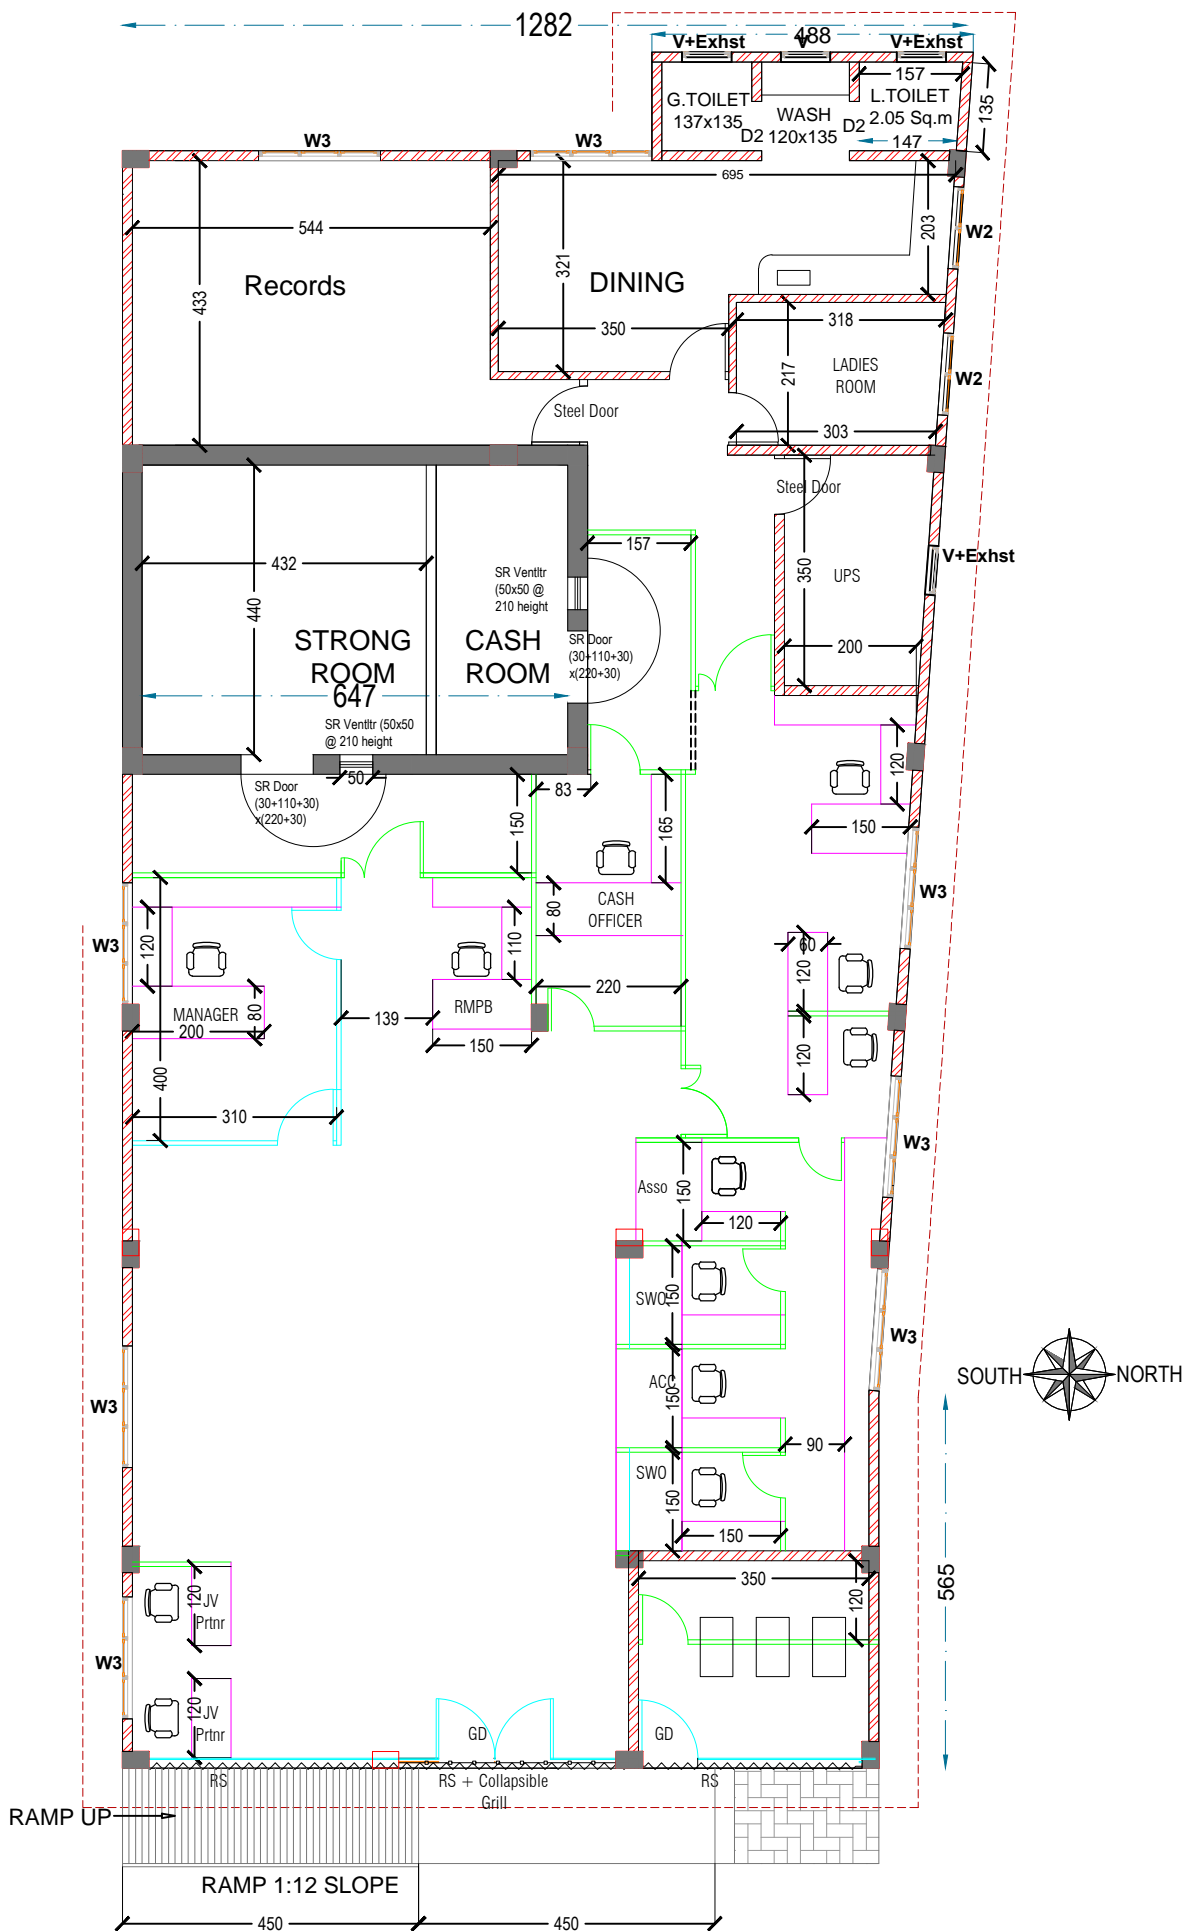 1282
488
V+Exhst
V
V+Exhst
157
G.TOILET
137x135
L.TOILET
2.05 Sq.m
WASH
120x135
D2
D2
147
135
W3
W3
695
544
433
321
203
W2
Records
DINING
350
318
217
LADIES
ROOM
W2
Steel Door
303
Steel Door
157
432
440
SR Ventltr
(50x50 @
210 height
350
UPS
V+Exhst
STRONG
ROOM
CASH
ROOM
SR Door
(30+110+30)
x(220+30)
200
647
SR Ventltr (50x50
@ 210 height
50
SR Door
(30+110+30)
x(220+30)
83
150
165
120
150
CASH
OFFICER
80
W3
W3
120
110
60
120
MANAGER
80
200
RMPB
139
150
220
120
400
310
W3
Asso
150
120
SWO
150
W3
ACC
150
SOUTH
NORTH
W3
90
SWO
150
150
350
120
565
120
JV
Prtnr
W3
120
JV
Prtnr
GD
GD
RS
RS + Collapsible
Grill
RS
RAMP UP
RAMP 1:12 SLOPE
450
450